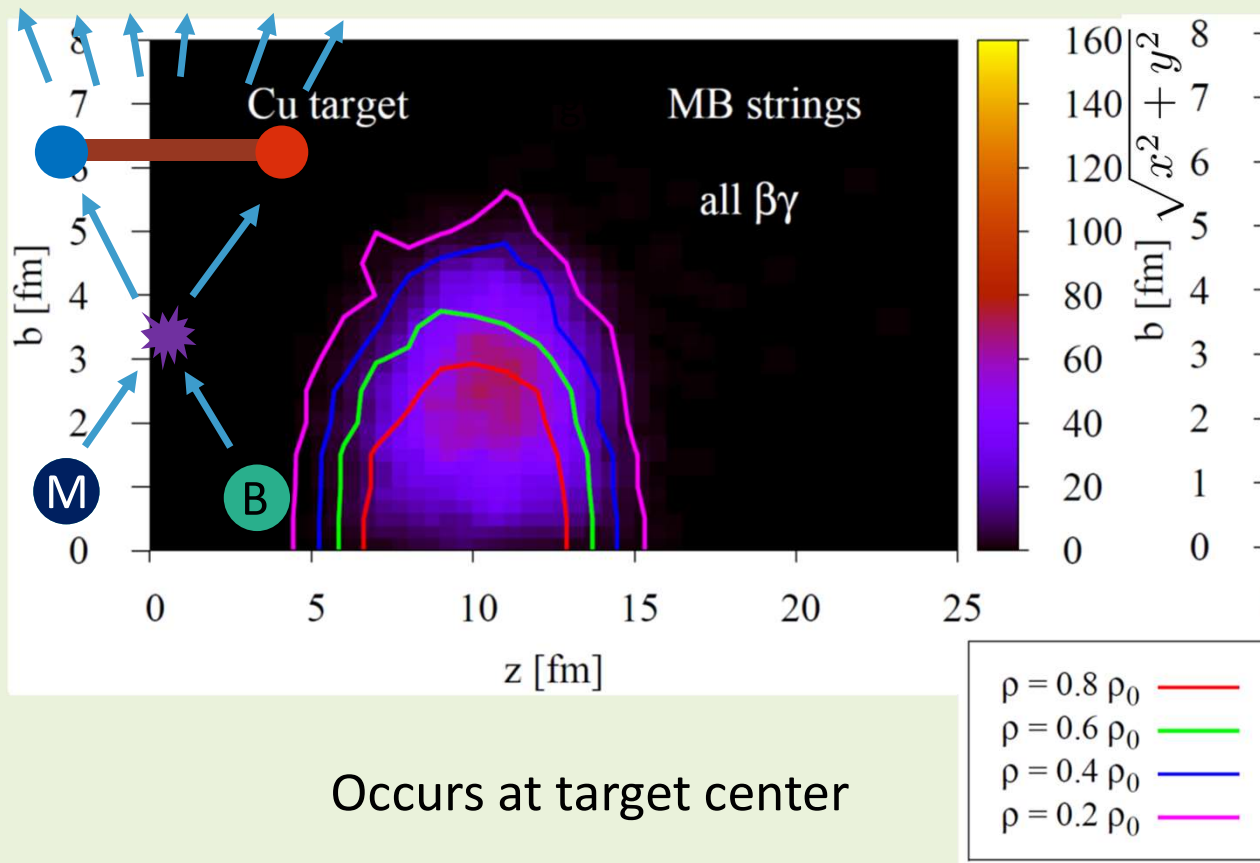 8
7
6
5
4
3
2
0
b [fm]
Cu target
MB strings
all βγ
M
B
0
5
10
15
20
25
z [fm]
160
140
120
100
80
60
40
20
0
b [fm] √x² + y²
8
7
6
5
4
3
2
1
0
ρ = 0.8 ρ₀
ρ = 0.6 ρ₀
ρ = 0.4 ρ₀
ρ = 0.2 ρ₀
Occurs at target center